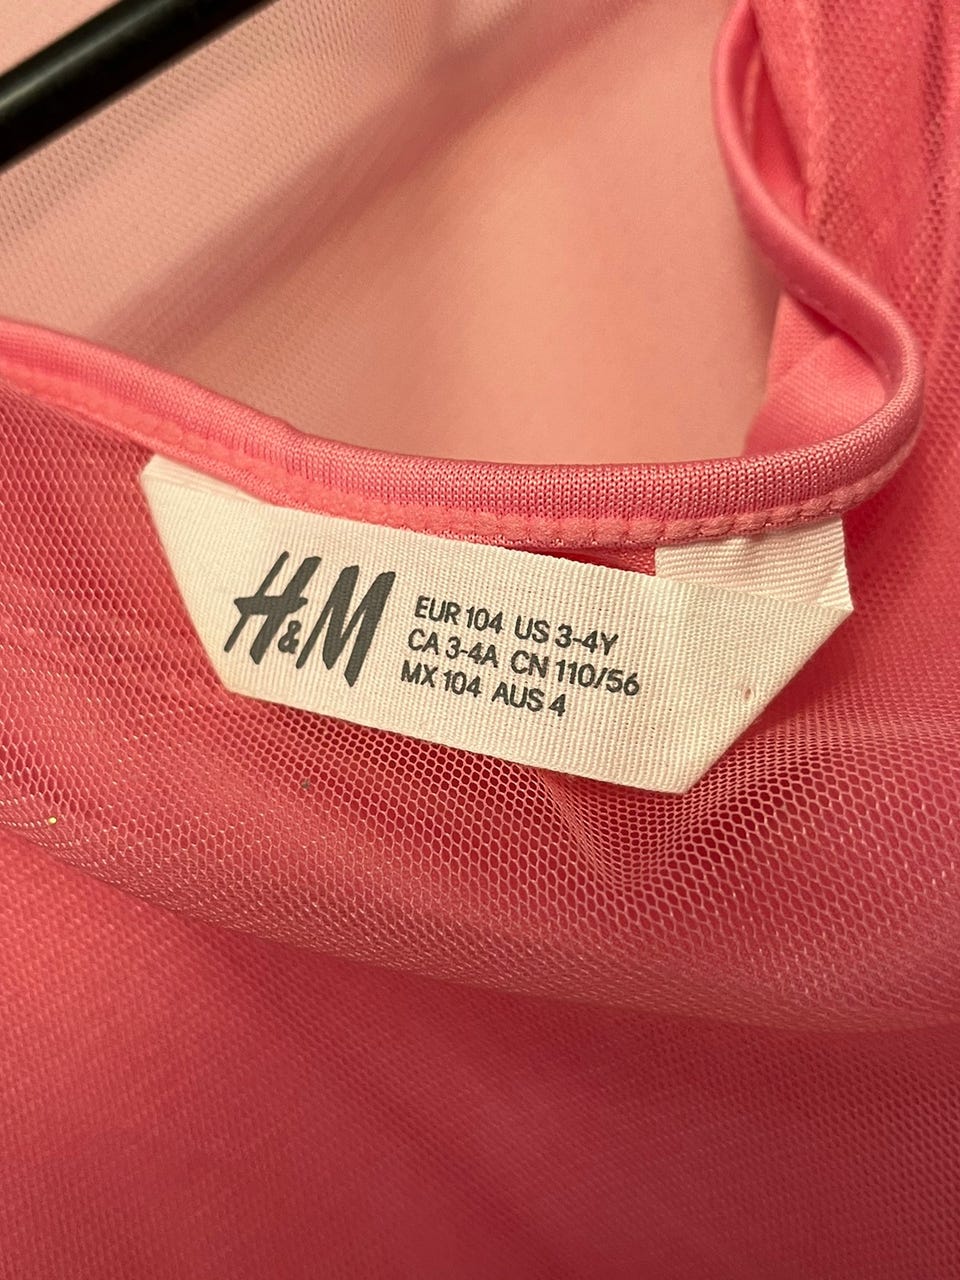 H&M
EUR 104 US 3-4Y
CA 3-4A CN 110/56
MX 104 AUS 4